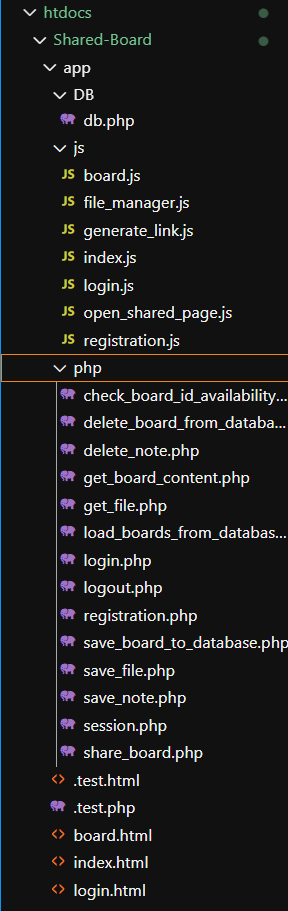 htdocs
Shared-Board
app
DB
db.php
js
JS board.js
JS file_manager.js
JS generate_link.js
JS index.js
JS login.js
JS open_shared_page.js
JS registration.js
php
check_board_id_availability...
delete_board_from_databa...
delete_note.php
get_board_content.php
get_file.php
load_boards_from_databas...
login.php
logout.php
registration.php
save_board_to_database.php
save_file.php
save_note.php
session.php
share_board.php
.test.html
.test.php
board.html
index.html
login.html